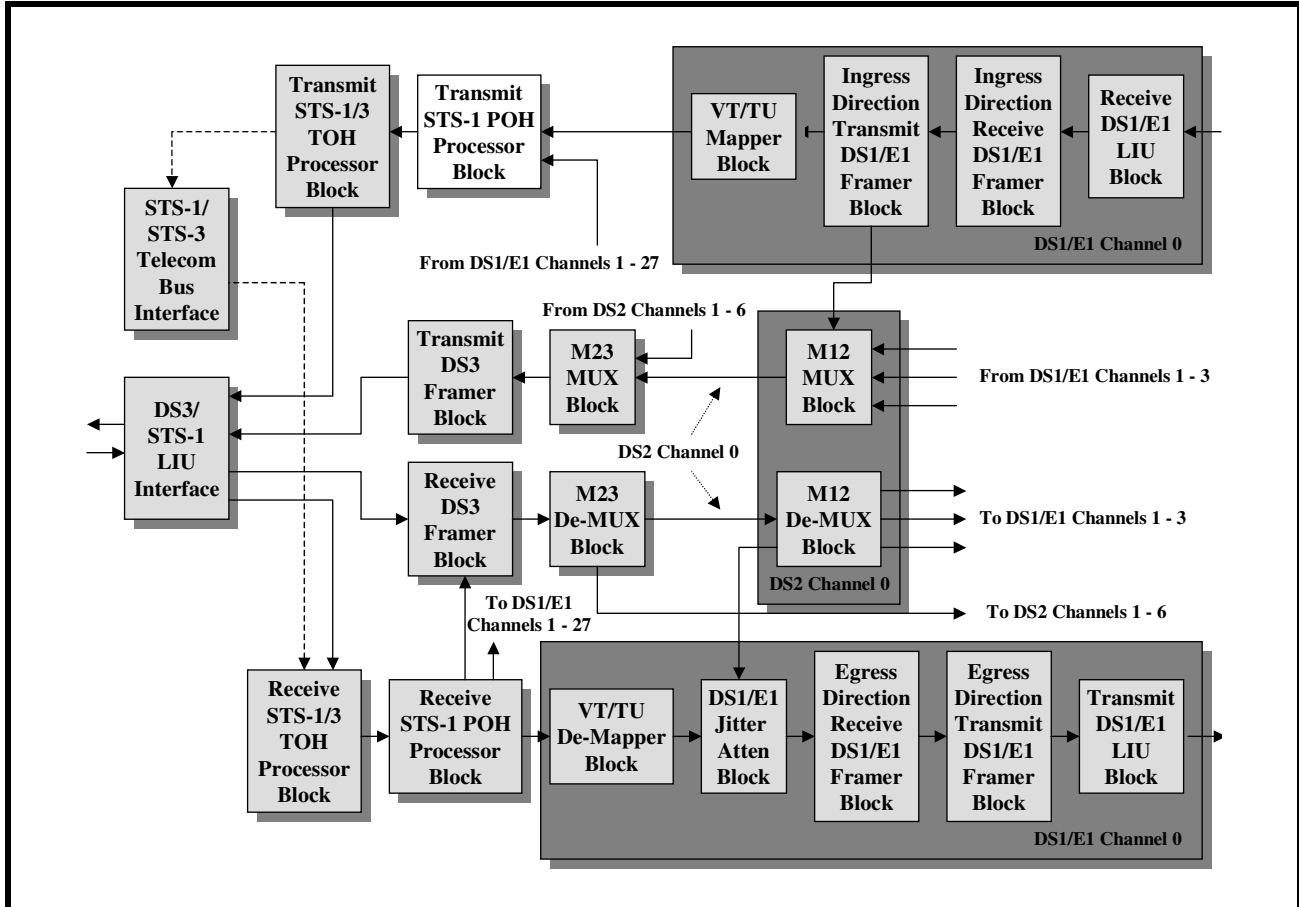 Transmit
STS-1/3
TOH
Processor
Block
Transmit
STS-1 POH
Processor
Block
VT/TU
Mapper
Block
Ingress
Direction
Transmit
DS1/E1
Framer
Block
Ingress
Direction
Receive
DS1/E1
Framer
Block
Receive
DS1/E1
LIU
Block
DS1/E1 Channel 0
STS-1/
STS-3
Telecom
Bus
Interface
From DS1/E1 Channels 1 - 27
From DS2 Channels 1 - 6
Transmit
DS3
Framer
Block
M23
MUX
Block
M12
MUX
Block
From DS1/E1 Channels 1 - 3
DS3/
STS-1
LIU
Interface
DS2 Channel 0
Receive
DS3
Framer
Block
M23
De-MUX
Block
M12
De-MUX
Block
To DS1/E1 Channels 1 - 3
DS2 Channel 0
To DS1/E1
Channels 1 - 27
To DS2 Channels 1 - 6
Receive
STS-1/3
TOH
Processor
Block
Receive
STS-1 POH
Processor
Block
VT/TU
De-Mapper
Block
DS1/E1
Jitter
Atten
Block
Egress
Direction
Receive
DS1/E1
Framer
Block
Egress
Direction
Transmit
DS1/E1
Framer
Block
Transmit
DS1/E1
LIU
Block
DS1/E1 Channel 0